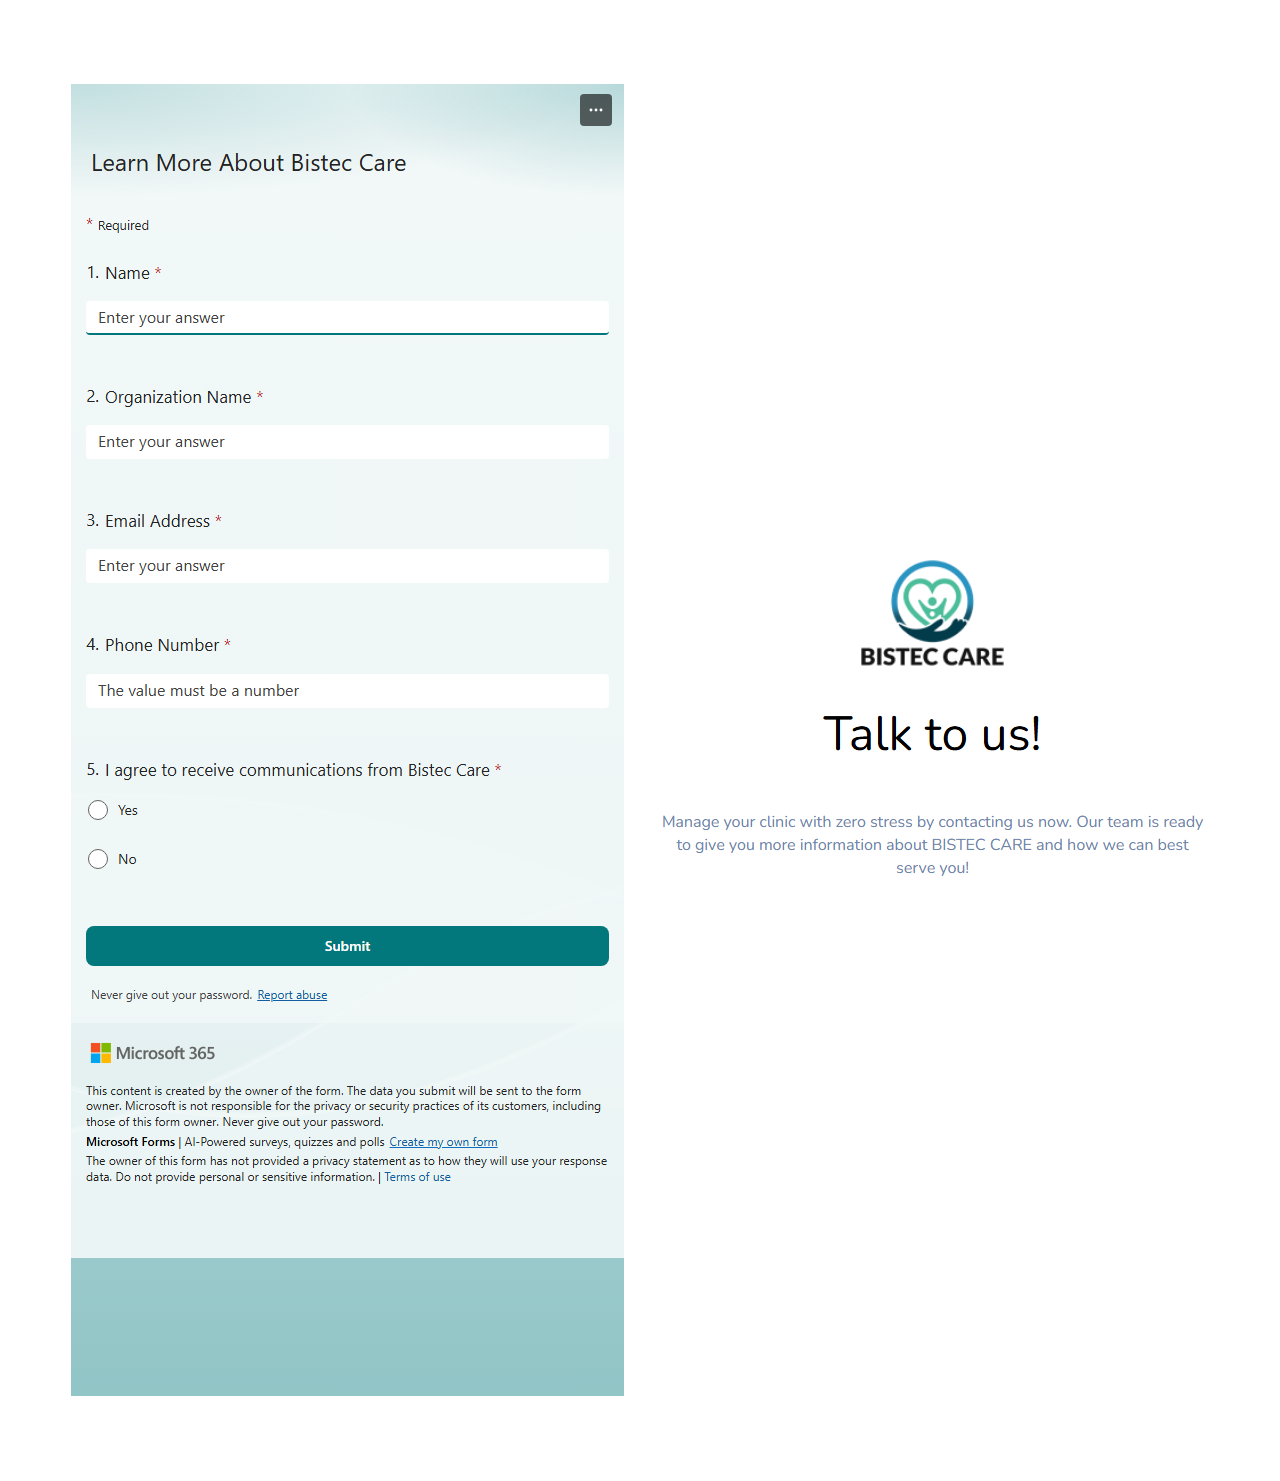 Learn More About Bistec Care
* Required
1. Name *
Enter your answer
2. Organization Name *
Enter your answer
3. Email Address *
Enter your answer
4. Phone Number *
The value must be a number
5. I agree to receive communications from Bistec Care *
Yes
No
Submit
Never give out your password. Report abuse
Microsoft 365
This content is created by the owner of the form. The data you submit will be sent to the form
owner. Microsoft is not responsible for the privacy or security practices of its customers, including
those of this form owner. Never give out your password.
Microsoft Forms | AI-Powered surveys, quizzes and polls Create my own form
The owner of this form has not provided a privacy statement as to how they will use your response
data. Do not provide personal or sensitive information. | Terms of use
BISTEC CARE
Talk to us!
Manage your clinic with zero stress by contacting us now. Our team is ready
to give you more information about BISTEC CARE and how we can best
serve you!